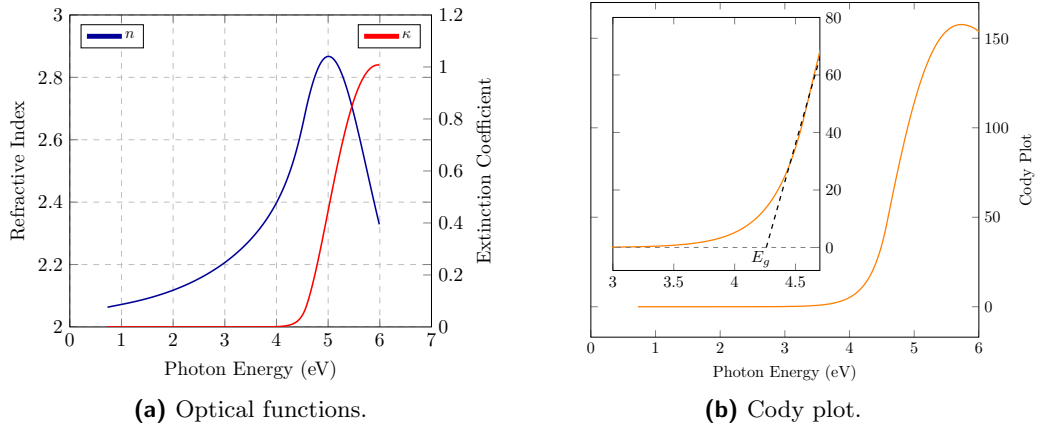 n
κ
3
2.8
2.6
2.4
2.2
2
1.2
1
0.8
0.6
0.4
0.2
0
0 1 2 3 4 5 6 7
Refractive Index
Extinction Coefficient
Photon Energy (eV)
(a) Optical functions.
80
60
40
20
0
3 3.5 4 4.5
E_g
150
100
50
0
0 1 2 3 4 5 6
Cody Plot
Photon Energy (eV)
(b) Cody plot.